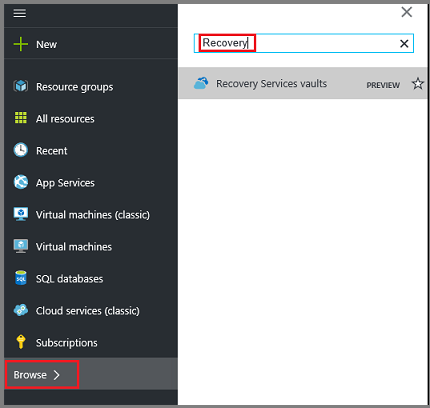 New
Resource groups
All resources
Recent
App Services
Virtual machines (classic)
Virtual machines
SQL databases
Cloud services (classic)
Subscriptions
Browse
Recovery
Recovery Services vaults PREVIEW